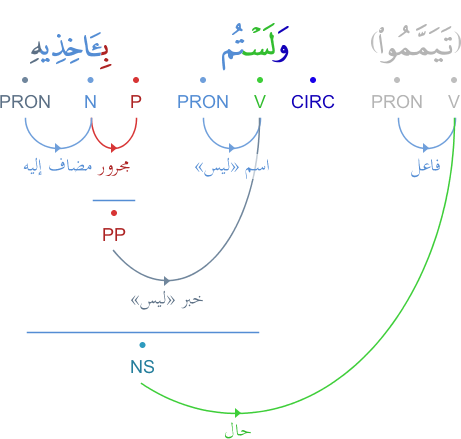 (تَيَمَّمُوا۟) وَلَسْتُم بِـَٔاخِذِيهِ
V PRON CIRC V PRON P N PRON
فاعل اسم «ليس» مجرور مضاف إليه
PP
خبر «ليس»
NS
حال